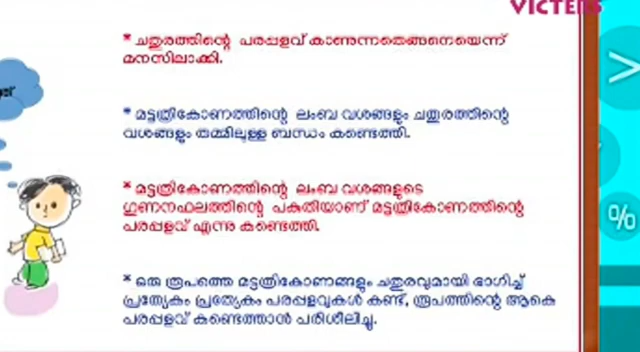 VICTERS
* ചതുരത്തിന്റെ പരപ്പളവ് കാണുന്നതെങ്ങനെയെന്ന്
മനസിലാക്കി.
* മട്ടത്രികോണത്തിന്റെ ലംബ വശങ്ങളും ചതുരത്തിന്റെ
വശങ്ങളും തമ്മിലുള്ള ബന്ധം കണ്ടെത്തി.
* മട്ടത്രികോണത്തിന്റെ ലംബ വശങ്ങളുടെ
ഗുണനഫലത്തിന്റെ പകുതിയാണ് മട്ടത്രികോണത്തിന്റെ
പരപ്പളവ് എന്നു കണ്ടെത്തി.
* ഒരു രൂപത്തെ മട്ടത്രികോണങ്ങളും ചതുരവുമായി ഭാഗിച്ച്
പ്രത്യേകം പ്രത്യേകം പരപ്പളവുകൾ കണ്ട്, രൂപത്തിന്റെ ആകെ
പരപ്പളവ് കണ്ടെത്താൻ പരിശീലിച്ചു.
>
%